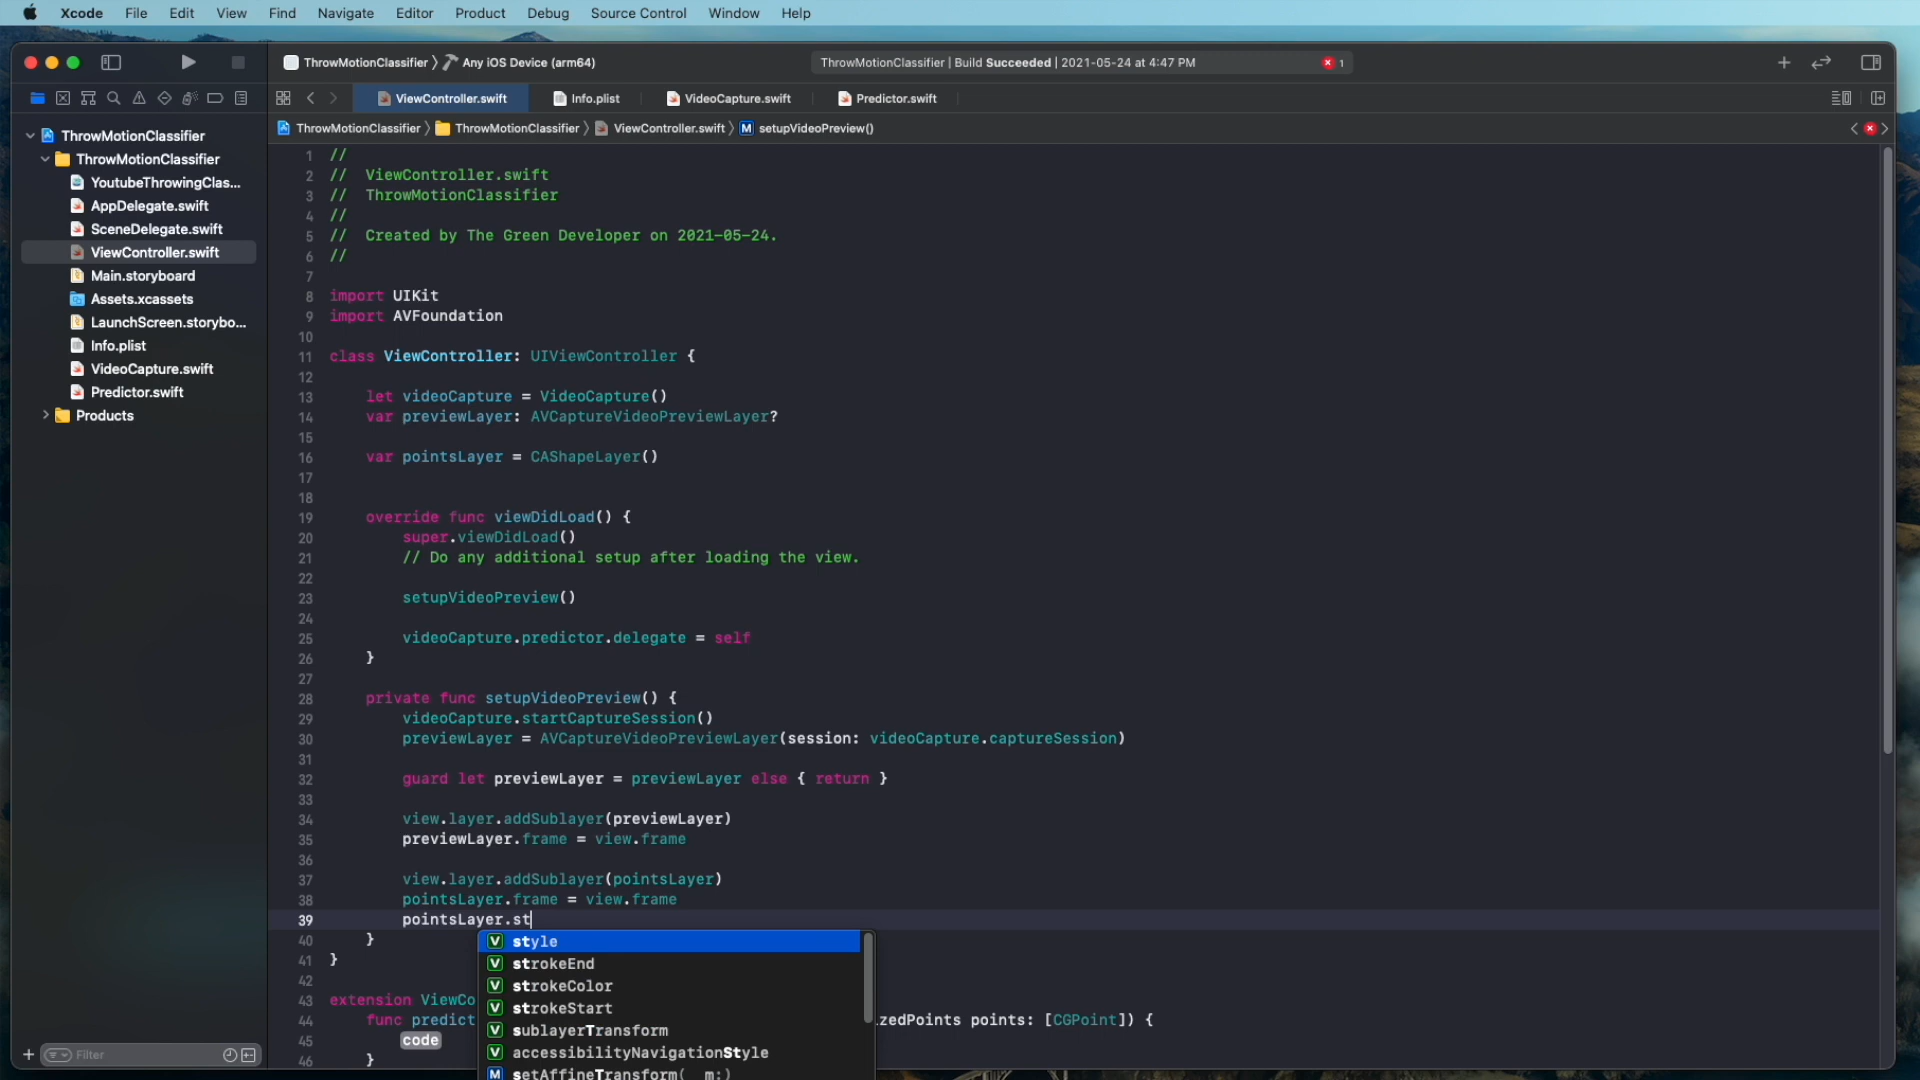 Xcode File Edit View Find Navigate Editor Product Debug Source Control Window Help
ThrowMotionClassifier 〉 Any iOS Device (arm64)
ThrowMotionClassifier | Build Succeeded | 2021-05-24 at 4:47 PM
1
ViewController.swift
Info.plist
VideoCapture.swift
Predictor.swift
ThrowMotionClassifier 〉 ThrowMotionClassifier 〉 ViewController.swift 〉 M setupVideoPreview()
ThrowMotionClassifier
ThrowMotionClassifier
YoutubeThrowingClas...
AppDelegate.swift
SceneDelegate.swift
ViewController.swift
Main.storyboard
Assets.xcassets
LaunchScreen.storybo...
Info.plist
VideoCapture.swift
Predictor.swift
Products
Filter
1 //
2 //  ViewController.swift
3 //  ThrowMotionClassifier
4 //
5 //  Created by The Green Developer on 2021-05-24.
6 //
7
8 import UIKit
9 import AVFoundation
10
11 class ViewController: UIViewController {
12
13 let videoCapture = VideoCapture()
14 var previewLayer: AVCaptureVideoPreviewLayer?
15
16 var pointsLayer = CAShapeLayer()
17
18
19 override func viewDidLoad() {
20 super.viewDidLoad()
21 // Do any additional setup after loading the view.
22
23 setupVideoPreview()
24
25 videoCapture.predictor.delegate = self
26 }
27
28 private func setupVideoPreview() {
29 videoCapture.startCaptureSession()
30 previewLayer = AVCaptureVideoPreviewLayer(session: videoCapture.captureSession)
31
32 guard let previewLayer = previewLayer else { return }
33
34 view.layer.addSublayer(previewLayer)
35 previewLayer.frame = view.frame
36
37 view.layer.addSublayer(pointsLayer)
38 pointsLayer.frame = view.frame
39 pointsLayer.st
40 }
41 }
42
43 extension ViewCo
44 func predict zedPoints points: [CGPoint]) {
45 code
46 }
V style
V strokeEnd
V strokeColor
V strokeStart
V sublayerTransform
V accessibilityNavigationStyle
M setAffineTransform(_ m:)